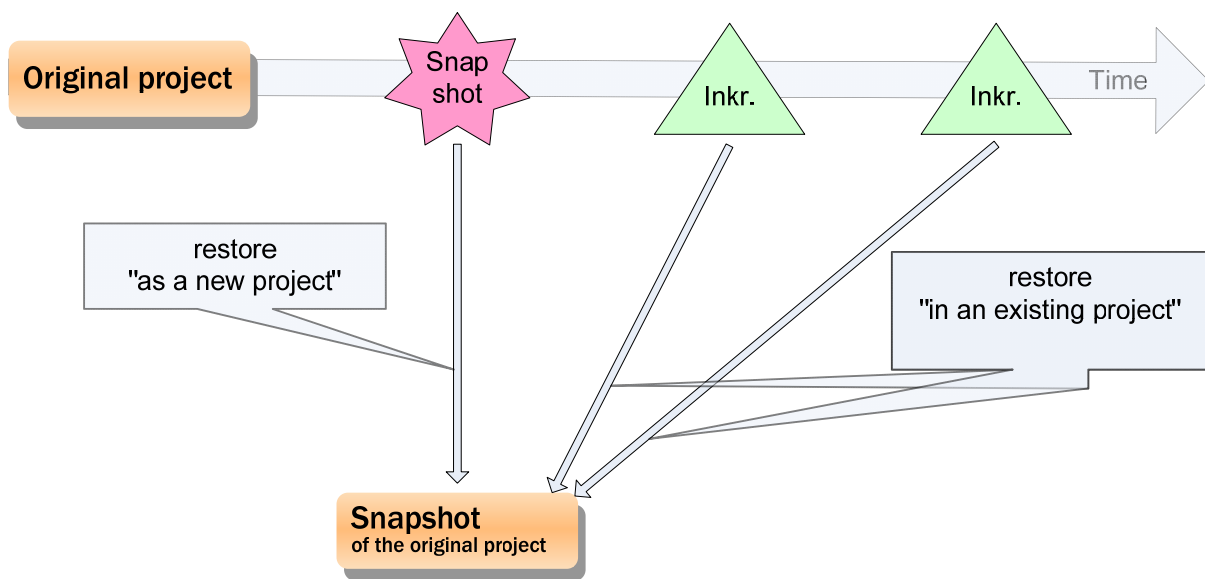 Original project
Snap
shot
Inkr.
Inkr.
Time
restore
"as a new project"
restore
"in an existing project"
Snapshot
of the original project